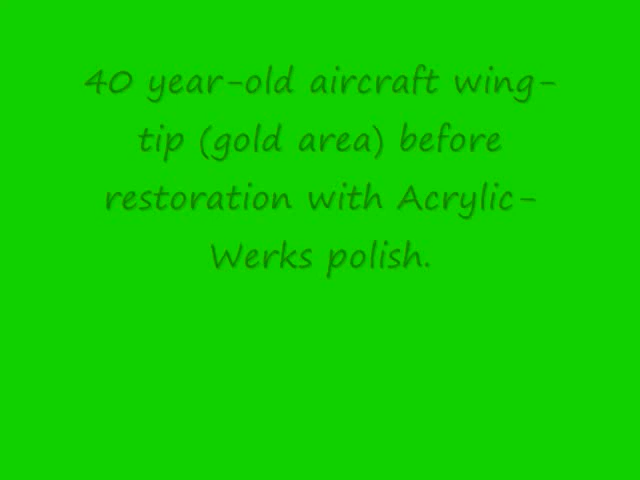 40 year-old aircraft wing-
tip (gold area) before
restoration with Acrylic-
Werks polish.